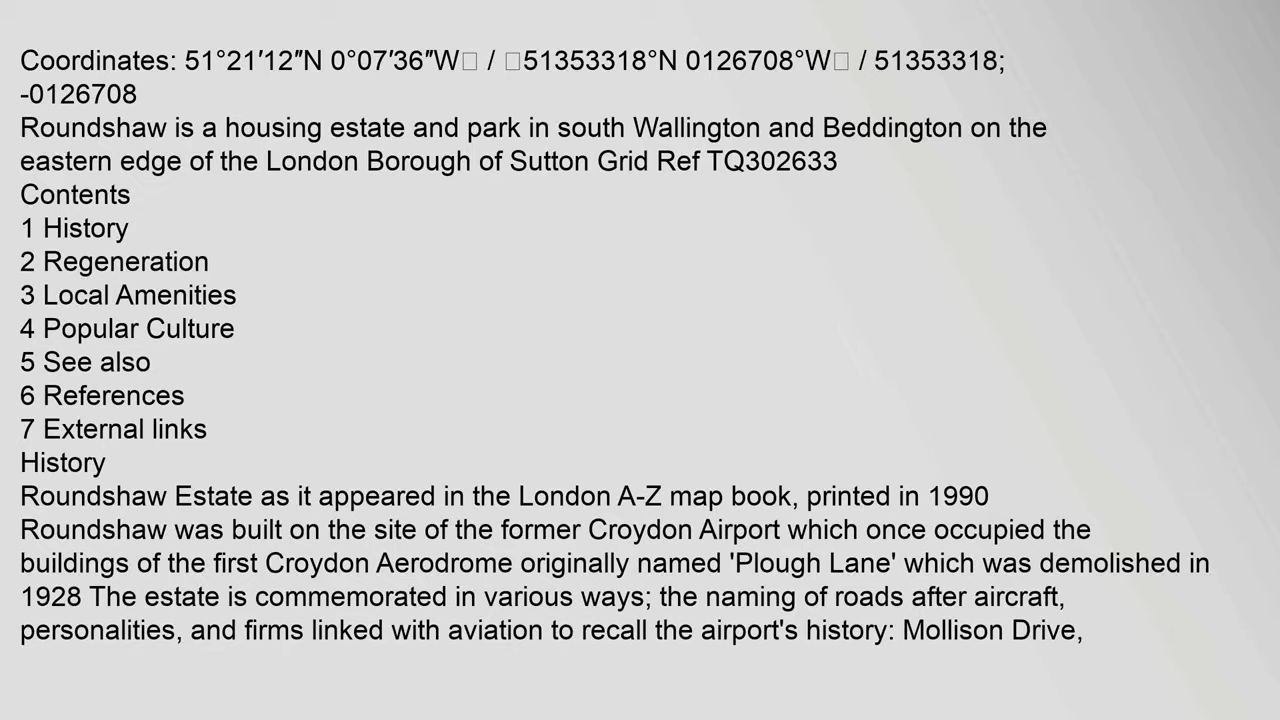 Coordinates: 51°21′12″N 0°07′36″W□ / □51353318°N 0126708°W□ / 51353318;
-0126708
Roundshaw is a housing estate and park in south Wallington and Beddington on the
eastern edge of the London Borough of Sutton Grid Ref TQ302633
Contents
1 History
2 Regeneration
3 Local Amenities
4 Popular Culture
5 See also
6 References
7 External links
History
Roundshaw Estate as it appeared in the London A-Z map book, printed in 1990
Roundshaw was built on the site of the former Croydon Airport which once occupied the
buildings of the first Croydon Aerodrome originally named 'Plough Lane' which was demolished in
1928 The estate is commemorated in various ways; the naming of roads after aircraft,
personalities, and firms linked with aviation to recall the airport's history: Mollison Drive,